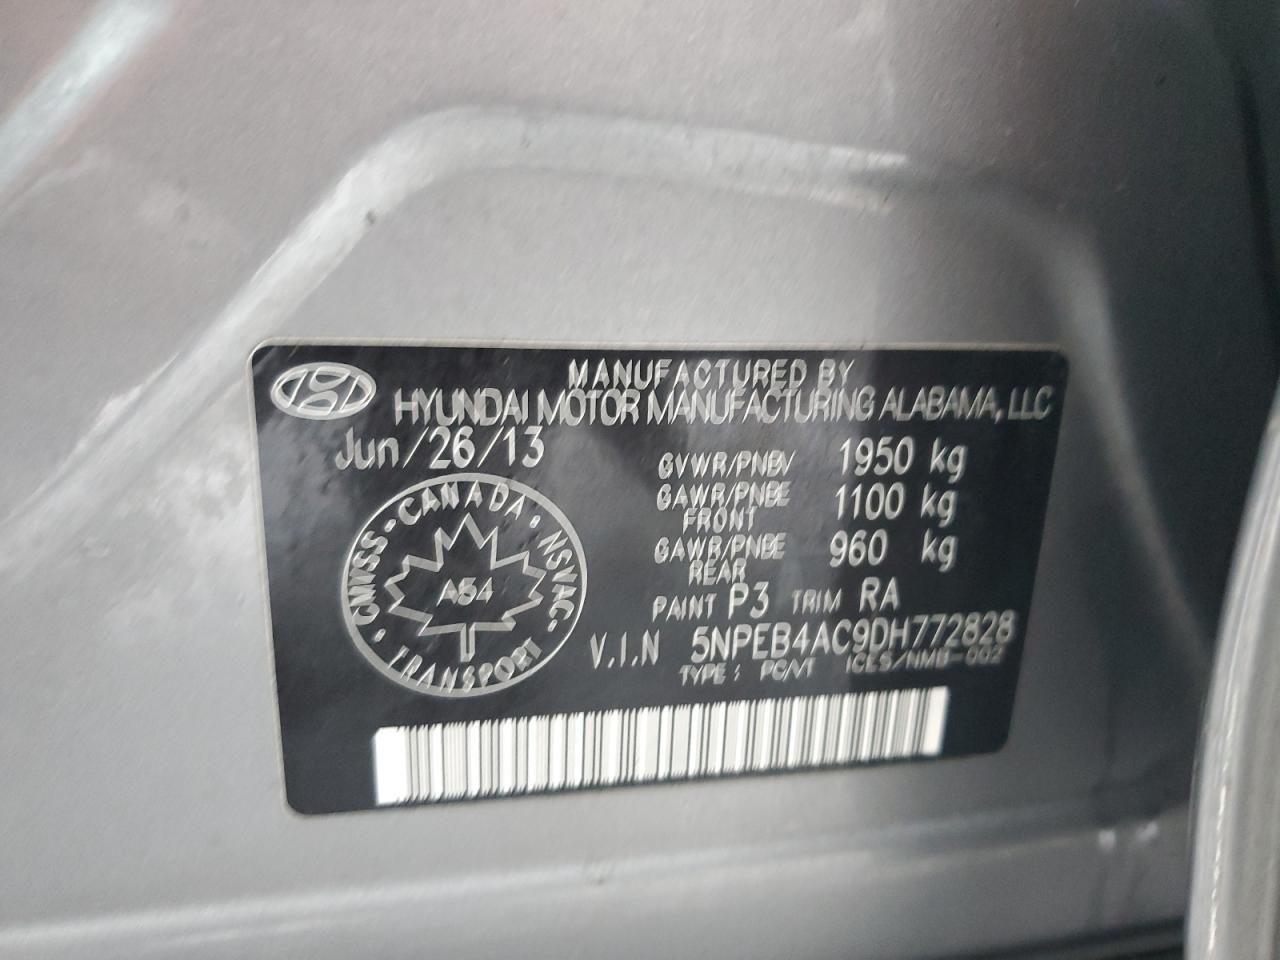 MANUFACTURED BY
HYUNDAI MOTOR MANUFACTURING ALABAMA, LLC
Jun/26/13
GVWR/PNBV 1950 kg
GAWR/PNBE FRONT 1100 kg
GAWR/PNBE REAR 960 kg
PAINT P3 TRIM RA
V.I.N 5NPEB4AC9DH772828
TYPE : PC/VT ICES/NMB-002
CANADA · NSVAC · TRANSPORT · CMVSS
A54